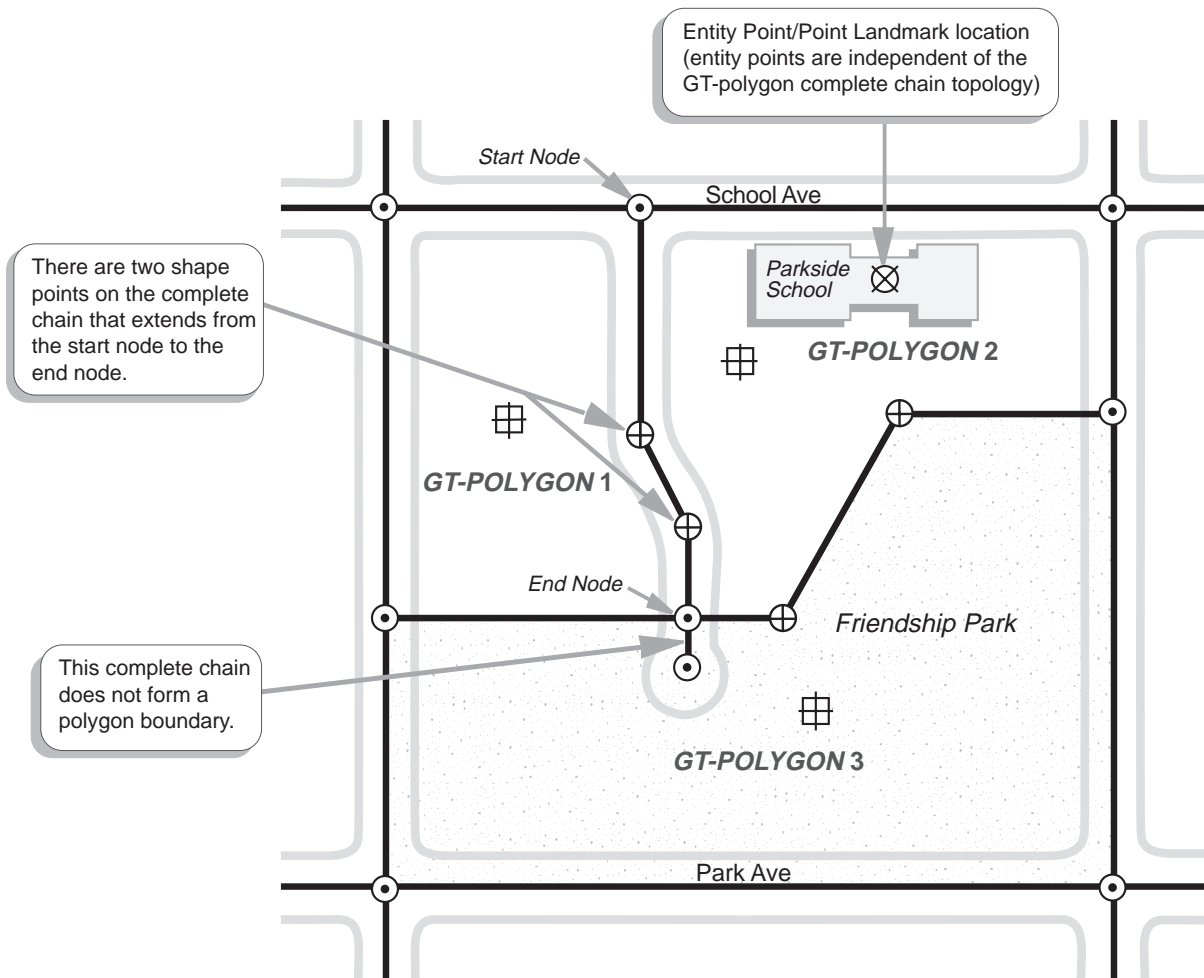 Entity Point/Point Landmark location
(entity points are independent of the
GT-polygon complete chain topology)
Start Node
School Ave
There are two shape
points on the complete
chain that extends from
the start node to the
end node.
Parkside
School
GT-POLYGON 2
GT-POLYGON 1
End Node
Friendship Park
This complete chain
does not form a
polygon boundary.
GT-POLYGON 3
Park Ave